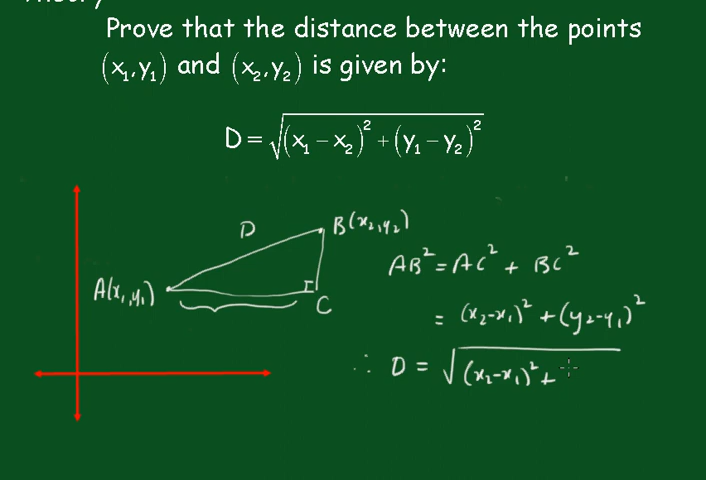 Theory
Prove that the distance between the points
(x₁,y₁) and (x₂,y₂) is given by:
D = √((x₁ − x₂)² + (y₁ − y₂)²)
D
B(x₂,y₂)
A(x₁,y₁)
C
AB² = AC² + BC²
= (x₂−x₁)² + (y₂−y₁)²
∴ D = √((x₂−x₁)² +